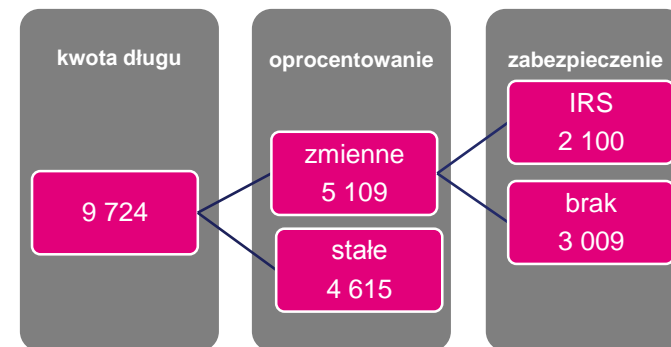 kwota długu
9 724
oprocentowanie
zmienne
5 109
stałe
4 615
zabezpieczenie
IRS
2 100
brak
3 009